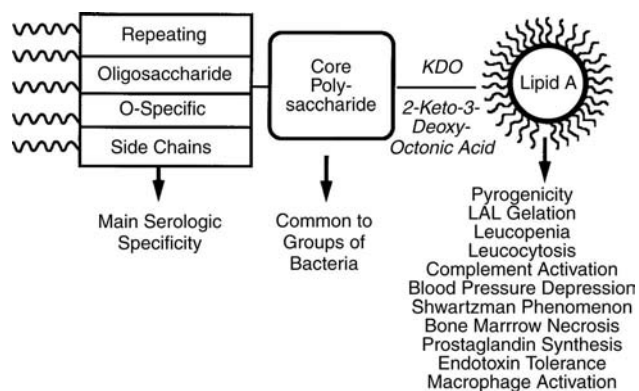 Repeating
Oligosaccharide
O-Specific
Side Chains
Main Serologic
Specificity
Core
Poly-
saccharide
Common to
Groups of
Bacteria
KDO
2-Keto-3-
Deoxy-
Octonic Acid
Lipid A
Pyrogenicity
LAL Gelation
Leucopenia
Leucocytosis
Complement Activation
Blood Pressure Depression
Shwartzman Phenomenon
Bone Marrrow Necrosis
Prostaglandin Synthesis
Endotoxin Tolerance
Macrophage Activation